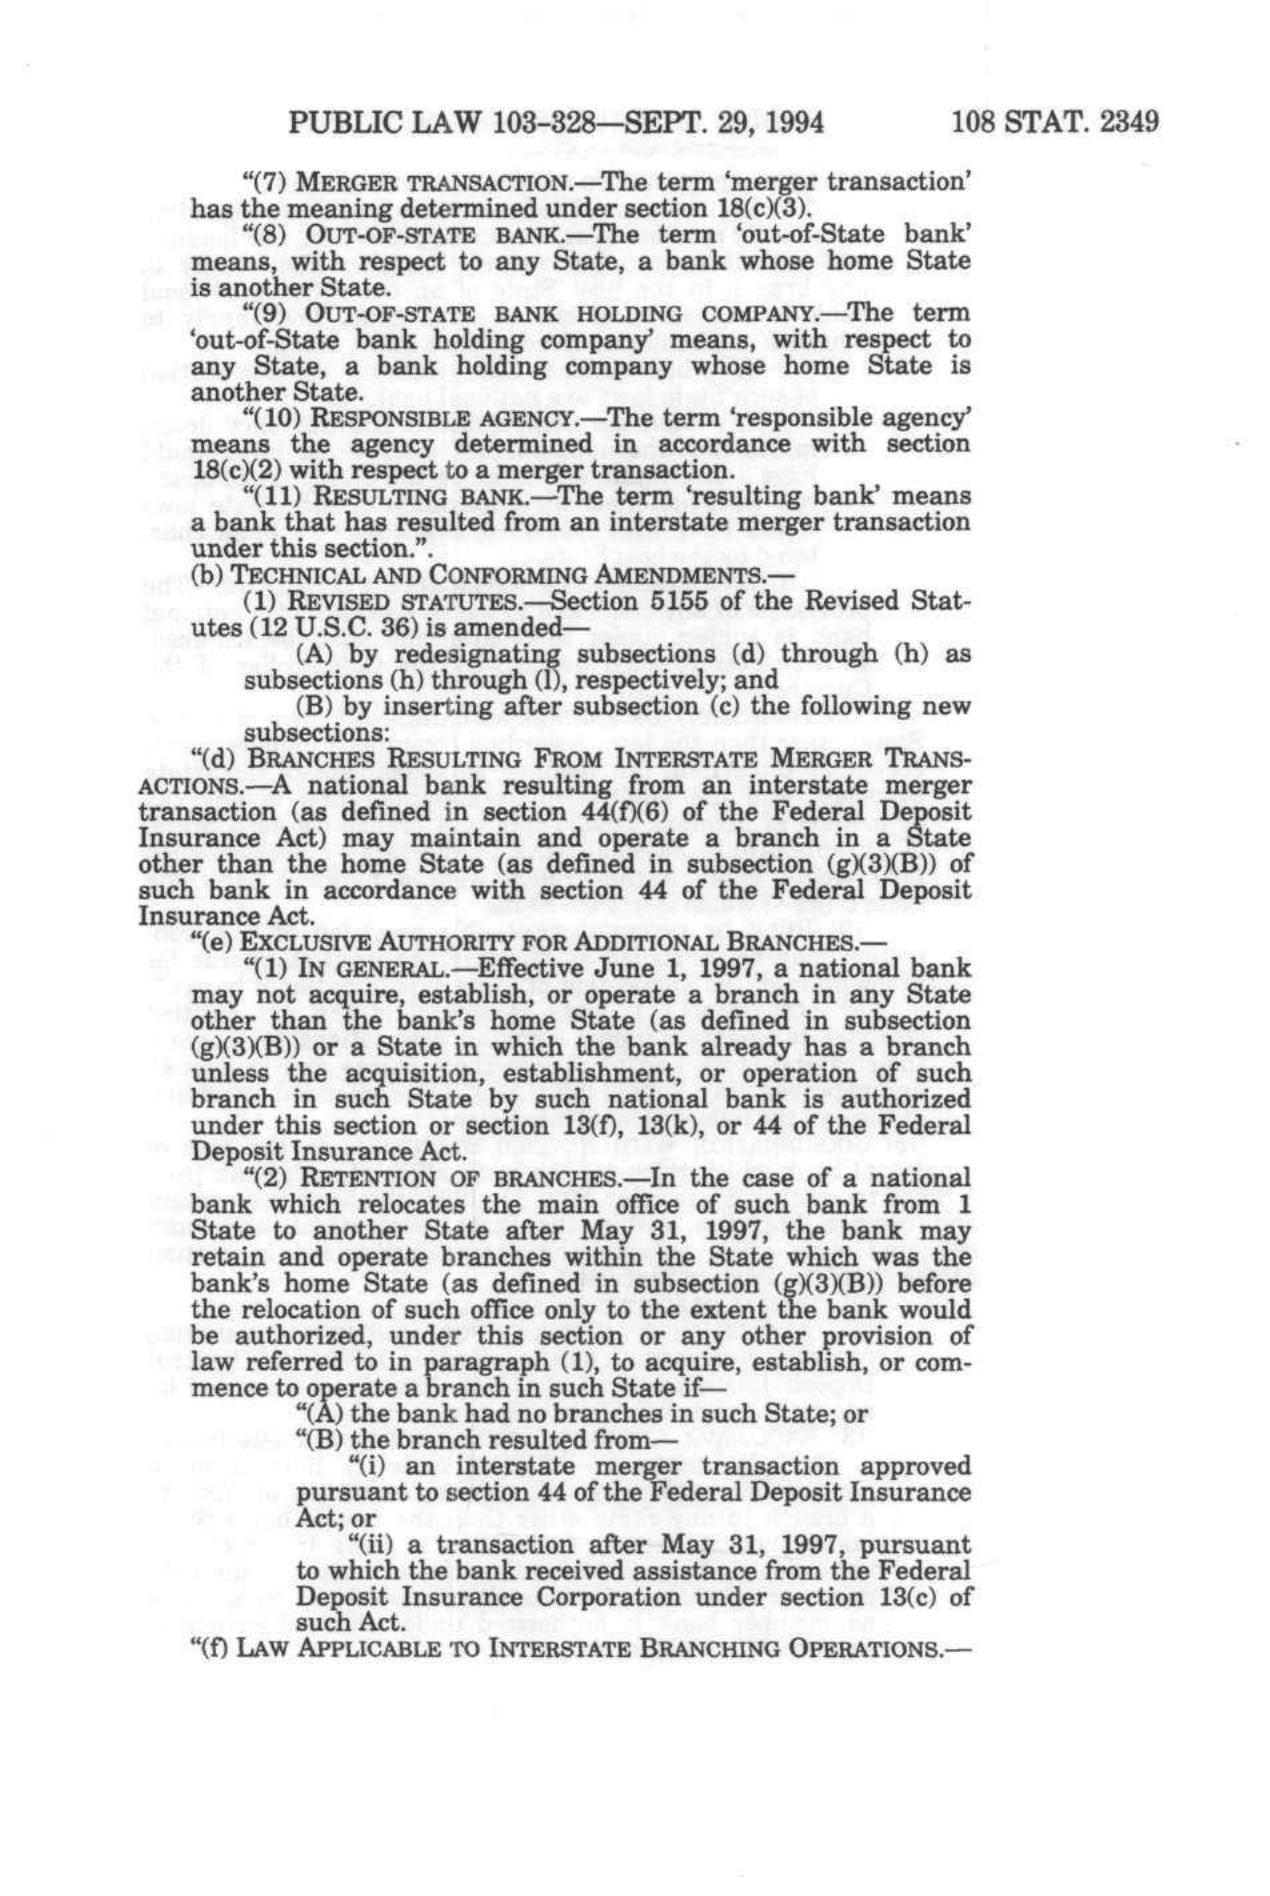 PUBLIC LAW 103–328—SEPT. 29, 1994 108 STAT. 2349
“(7) MERGER TRANSACTION.—The term ‘merger transaction’
has the meaning determined under section 18(c)(3).
“(8) OUT-OF-STATE BANK.—The term ‘out-of-State bank’
means, with respect to any State, a bank whose home State
is another State.
“(9) OUT-OF-STATE BANK HOLDING COMPANY.—The term
‘out-of-State bank holding company’ means, with respect to
any State, a bank holding company whose home State is
another State.
“(10) RESPONSIBLE AGENCY.—The term ‘responsible agency’
means the agency determined in accordance with section
18(c)(2) with respect to a merger transaction.
“(11) RESULTING BANK.—The term ‘resulting bank’ means
a bank that has resulted from an interstate merger transaction
under this section.”.
(b) TECHNICAL AND CONFORMING AMENDMENTS.—
(1) REVISED STATUTES.—Section 5155 of the Revised Stat-
utes (12 U.S.C. 36) is amended—
(A) by redesignating subsections (d) through (h) as
subsections (h) through (l), respectively; and
(B) by inserting after subsection (c) the following new
subsections:
“(d) BRANCHES RESULTING FROM INTERSTATE MERGER TRANS-
ACTIONS.—A national bank resulting from an interstate merger
transaction (as defined in section 44(f)(6) of the Federal Deposit
Insurance Act) may maintain and operate a branch in a State
other than the home State (as defined in subsection (g)(3)(B)) of
such bank in accordance with section 44 of the Federal Deposit
Insurance Act.
“(e) EXCLUSIVE AUTHORITY FOR ADDITIONAL BRANCHES.—
“(1) IN GENERAL.—Effective June 1, 1997, a national bank
may not acquire, establish, or operate a branch in any State
other than the bank’s home State (as defined in subsection
(g)(3)(B)) or a State in which the bank already has a branch
unless the acquisition, establishment, or operation of such
branch in such State by such national bank is authorized
under this section or section 13(f), 13(k), or 44 of the Federal
Deposit Insurance Act.
“(2) RETENTION OF BRANCHES.—In the case of a national
bank which relocates the main office of such bank from 1
State to another State after May 31, 1997, the bank may
retain and operate branches within the State which was the
bank’s home State (as defined in subsection (g)(3)(B)) before
the relocation of such office only to the extent the bank would
be authorized, under this section or any other provision of
law referred to in paragraph (1), to acquire, establish, or com-
mence to operate a branch in such State if—
“(A) the bank had no branches in such State; or
“(B) the branch resulted from—
“(i) an interstate merger transaction approved
pursuant to section 44 of the Federal Deposit Insurance
Act; or
“(ii) a transaction after May 31, 1997, pursuant
to which the bank received assistance from the Federal
Deposit Insurance Corporation under section 13(c) of
such Act.
“(f) LAW APPLICABLE TO INTERSTATE BRANCHING OPERATIONS.—